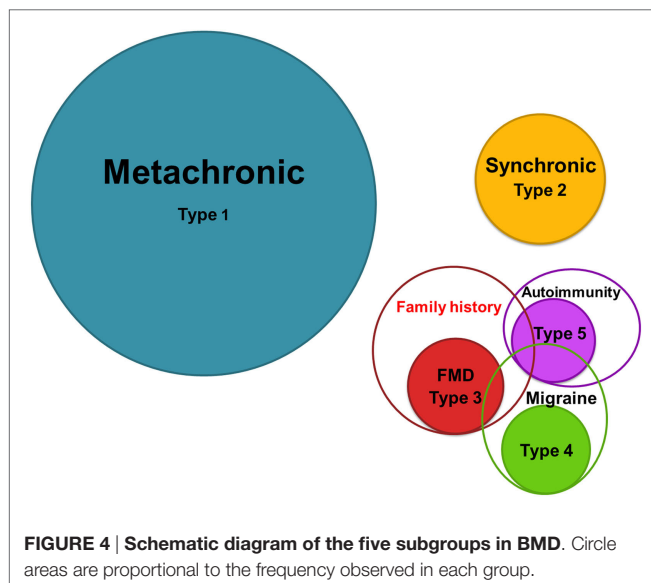 Metachronic
Type 1
Synchronic
Type 2
Family history
Autoimmunity
Type 5
FMD
Type 3
Migraine
Type 4
FIGURE 4 | Schematic diagram of the five subgroups in BMD. Circle
areas are proportional to the frequency observed in each group.